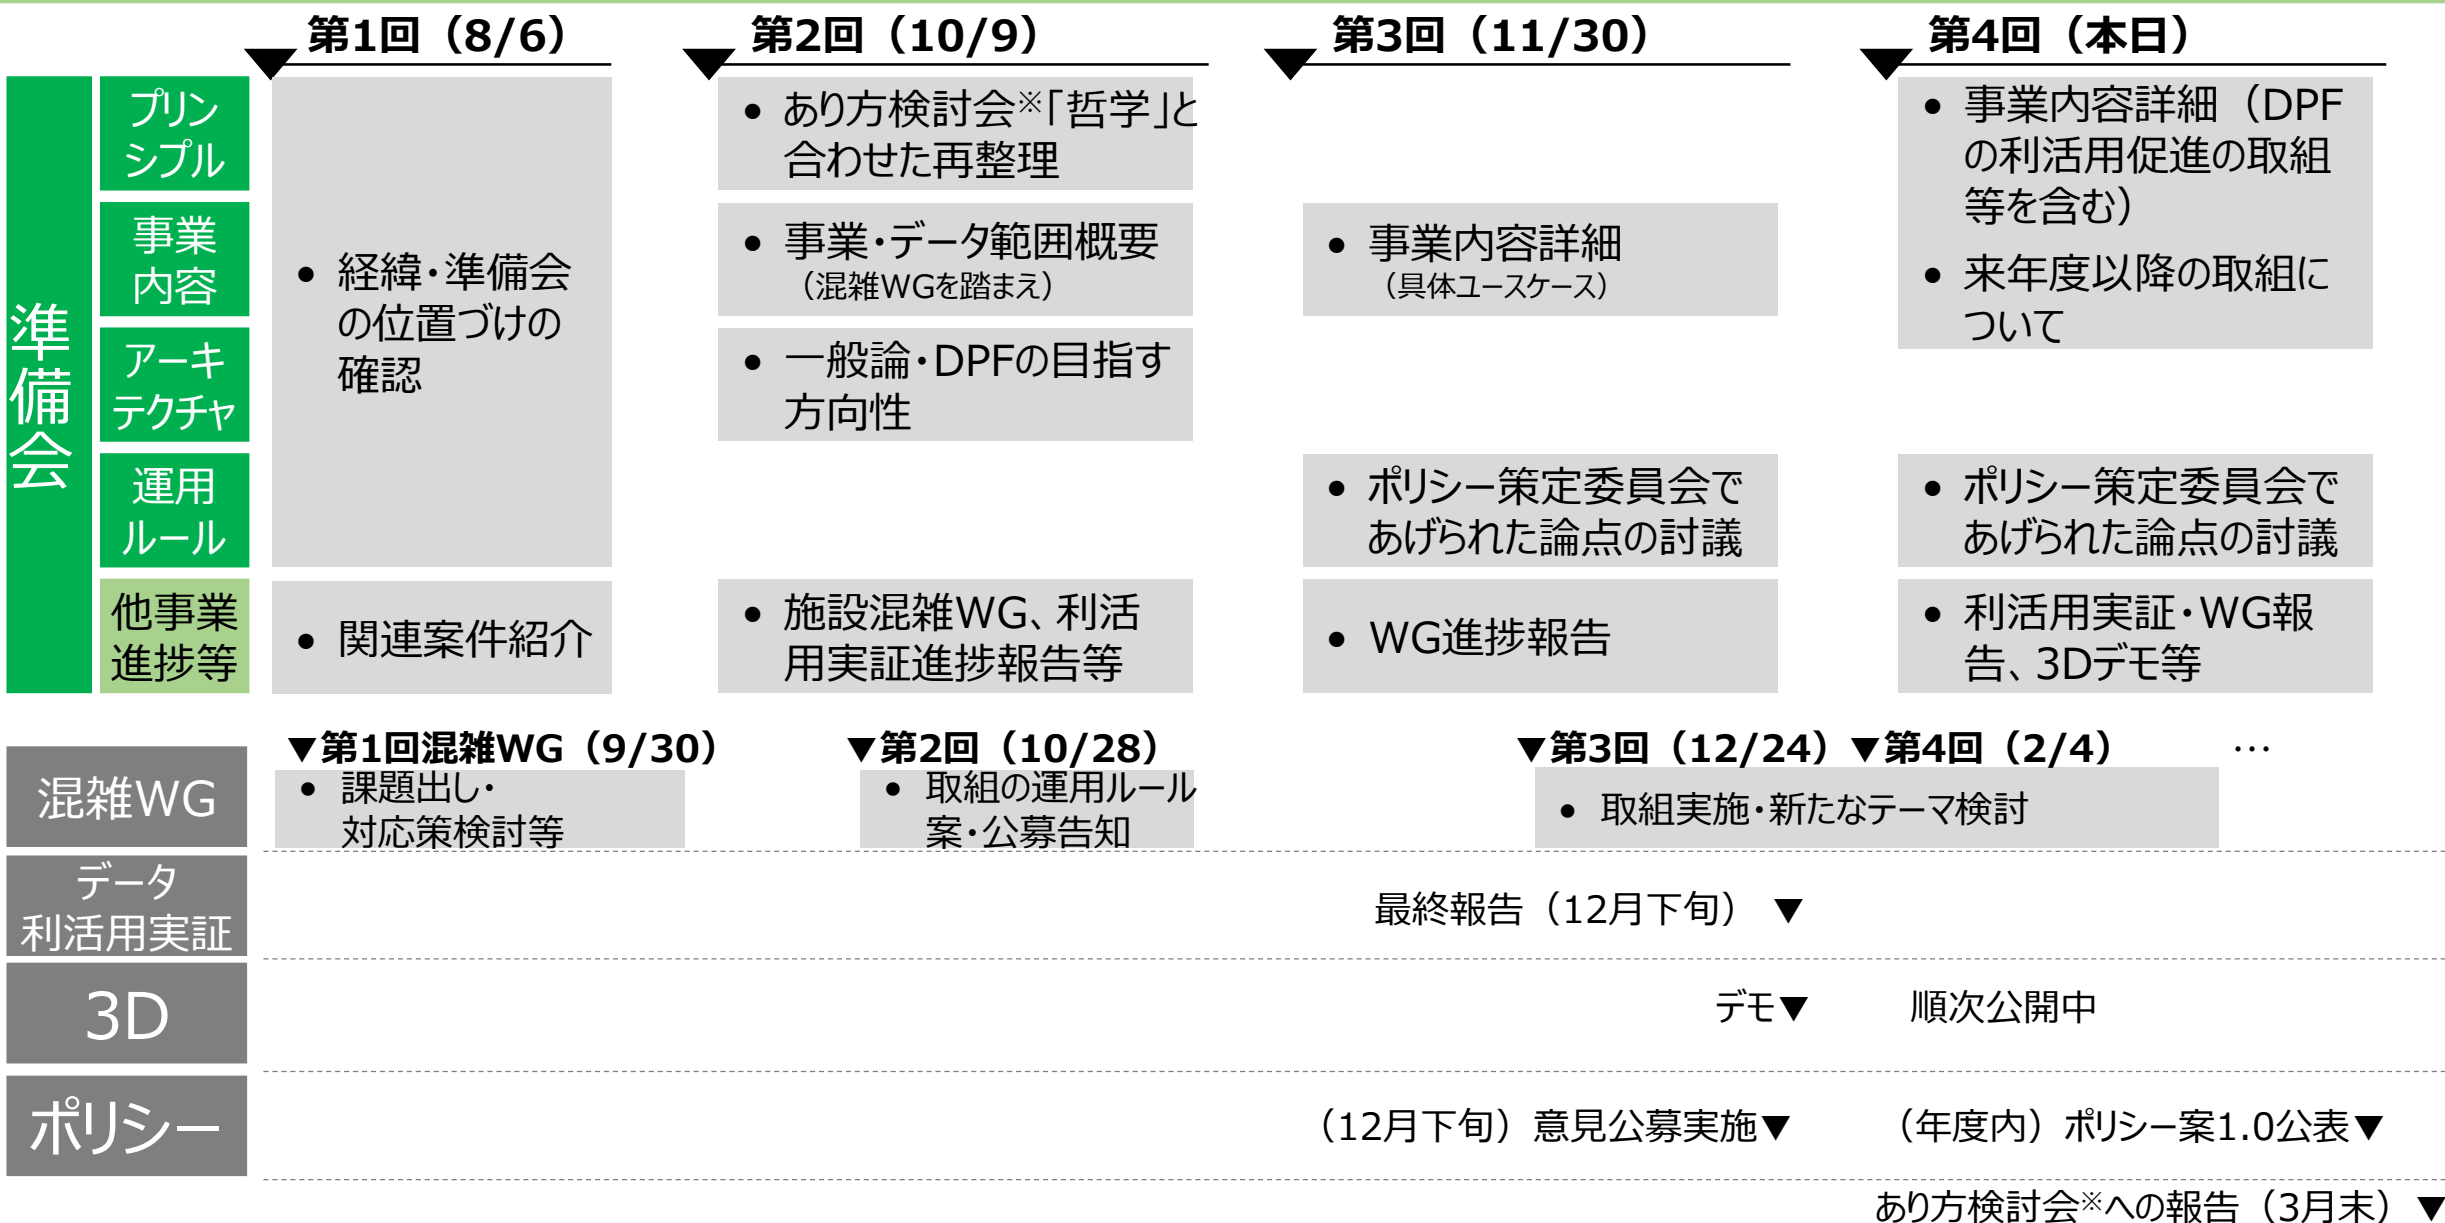 第1回（8/6）
第2回（10/9）
第3回（11/30）
第4回（本日）
準備会
プリン
シプル
事業
内容
アーキ
テクチャ
運用
ルール
他事業
進捗等
• 経緯・準備会
の位置づけの
確認
• 関連案件紹介
• あり方検討会※「哲学」と
合わせた再整理
• 事業・データ範囲概要
（混雑WGを踏まえ）
• 一般論・DPFの目指す
方向性
• 施設混雑WG、利活
用実証進捗報告等
• 事業内容詳細
（具体ユースケース）
• ポリシー策定委員会で
あげられた論点の討議
• WG進捗報告
• 事業内容詳細（DPF
の利活用促進の取組
等を含む）
• 来年度以降の取組に
ついて
• ポリシー策定委員会で
あげられた論点の討議
• 利活用実証・WG報
告、3Dデモ等
混雑WG
▼第1回混雑WG（9/30）
• 課題出し・
対応策検討等
▼第2回（10/28）
• 取組の運用ルール
案・公募告知
▼第3回（12/24）▼第4回（2/4） …
• 取組実施・新たなテーマ検討
データ
利活用実証
最終報告（12月下旬） ▼
3D
デモ▼ 順次公開中
ポリシー
（12月下旬）意見公募実施▼ （年度内）ポリシー案1.0公表▼
あり方検討会※への報告（3月末）▼